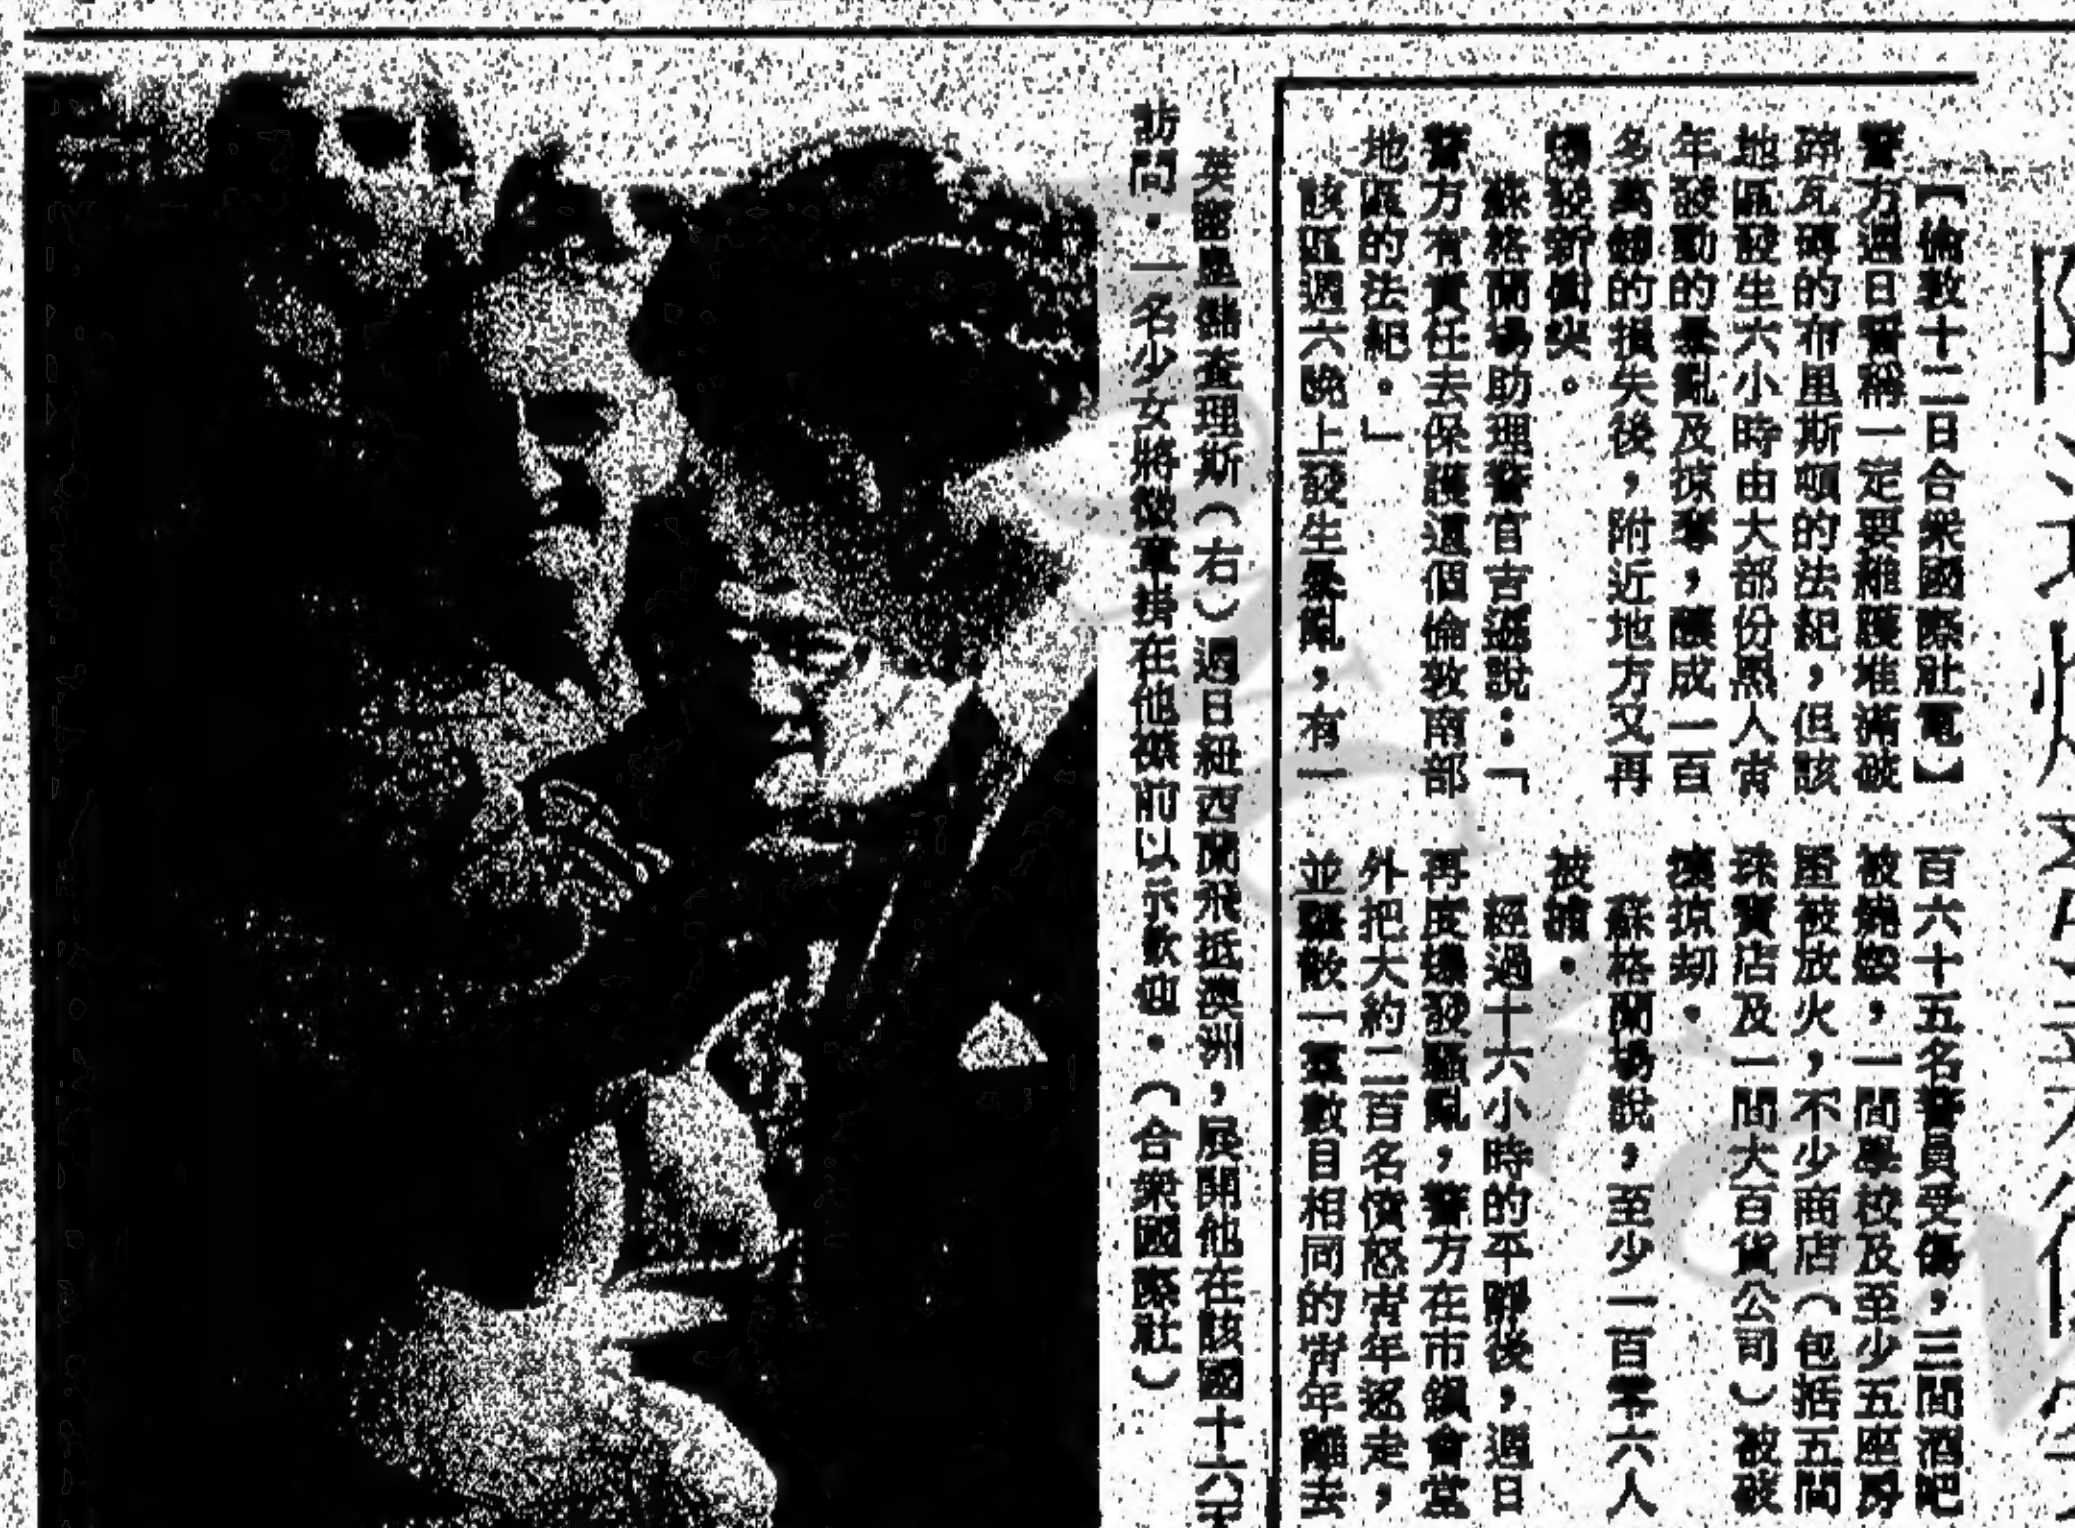 【倫敦十二日合衆國際社電】
警方週日誓稱一定要維護堆滿破
碎瓦磚的布里斯頓的法紀，但該
地區發生六小時由大部份黑人青
年發動的暴亂及掠奪，釀成一百
多萬鎊的損失後，附近地方又再
爆發新衝突。
蘇格蘭場助理警官吉遜說：「
警方有責任去保護這個倫敦南部
地區的法紀。」
該區週六晚上發生暴亂，有一
百六十五名警員受傷，三間酒吧
被燒燬，一間學校及至少五座房
屋被放火，不少商店（包括五間
珠寶店及一間大百貨公司）被破
壞掠劫。
蘇格蘭場說，至少一百零六人
被捕。
經過十六小時的平靜後，週日
再度爆發騷亂，警方在市鎮會堂
外把大約二百名憤怒青年逐走，
並驅散一羣數目相同的青年離去
英儲君查理斯（右）週日紐西蘭飛抵澳洲，展開他在該國十六天
訪問。一名少女將襟章掛在他襟前以示歡迎。（合衆國際社）